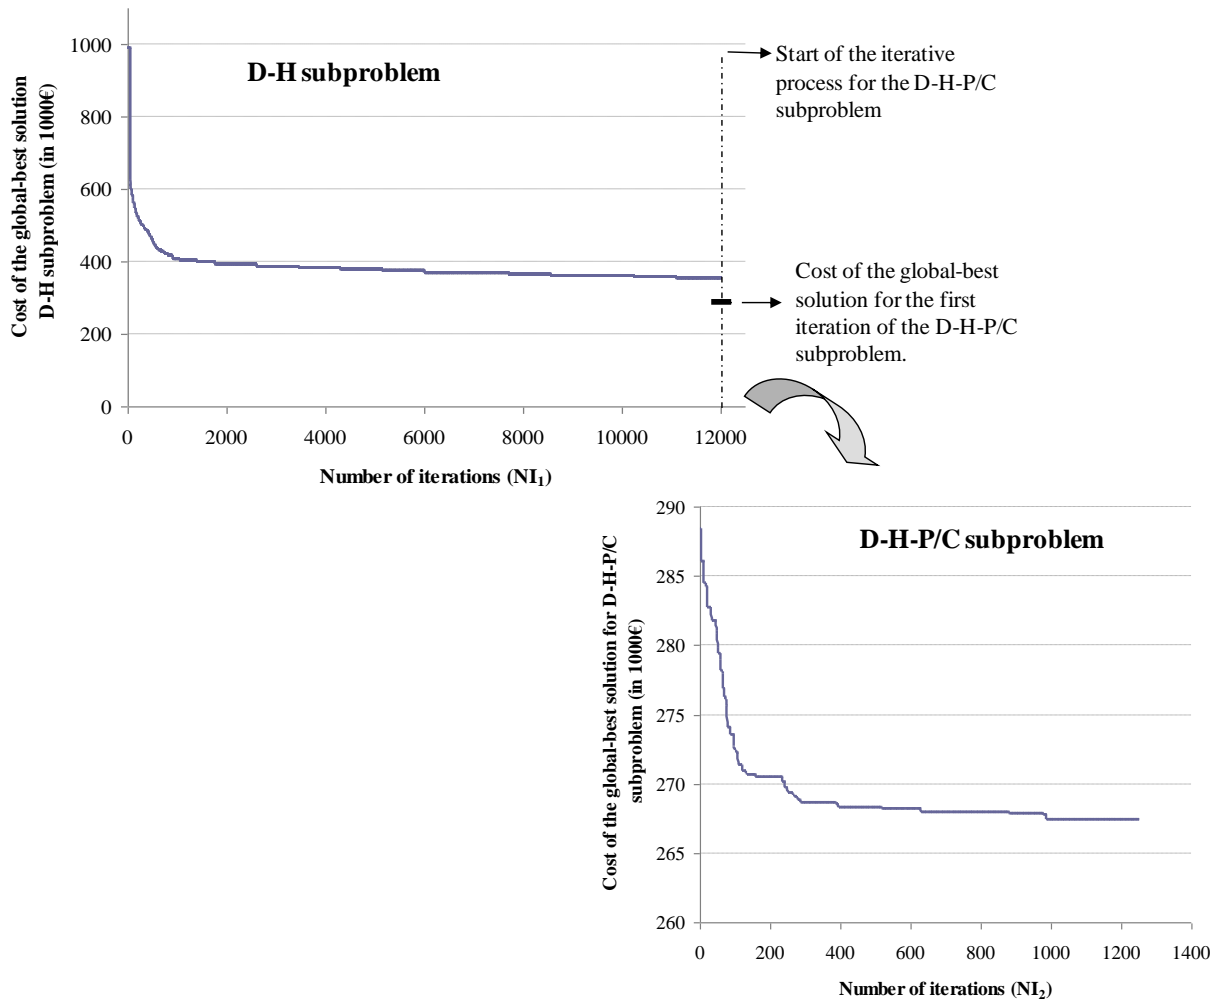 D-H subproblem
Cost of the global-best solution
D-H subproblem (in 1000€)
1000
800
600
400
200
0
0 2000 4000 6000 8000 10000 12000
Number of iterations (NI1)
Start of the iterative
process for the D-H-P/C
subproblem
Cost of the global-best
solution for the first
iteration of the D-H-P/C
subproblem.
D-H-P/C subproblem
Cost of the global-best solution for D-H-P/C
subproblem (in 1000€)
290
285
280
275
270
265
260
0 200 400 600 800 1000 1200 1400
Number of iterations (NI2)